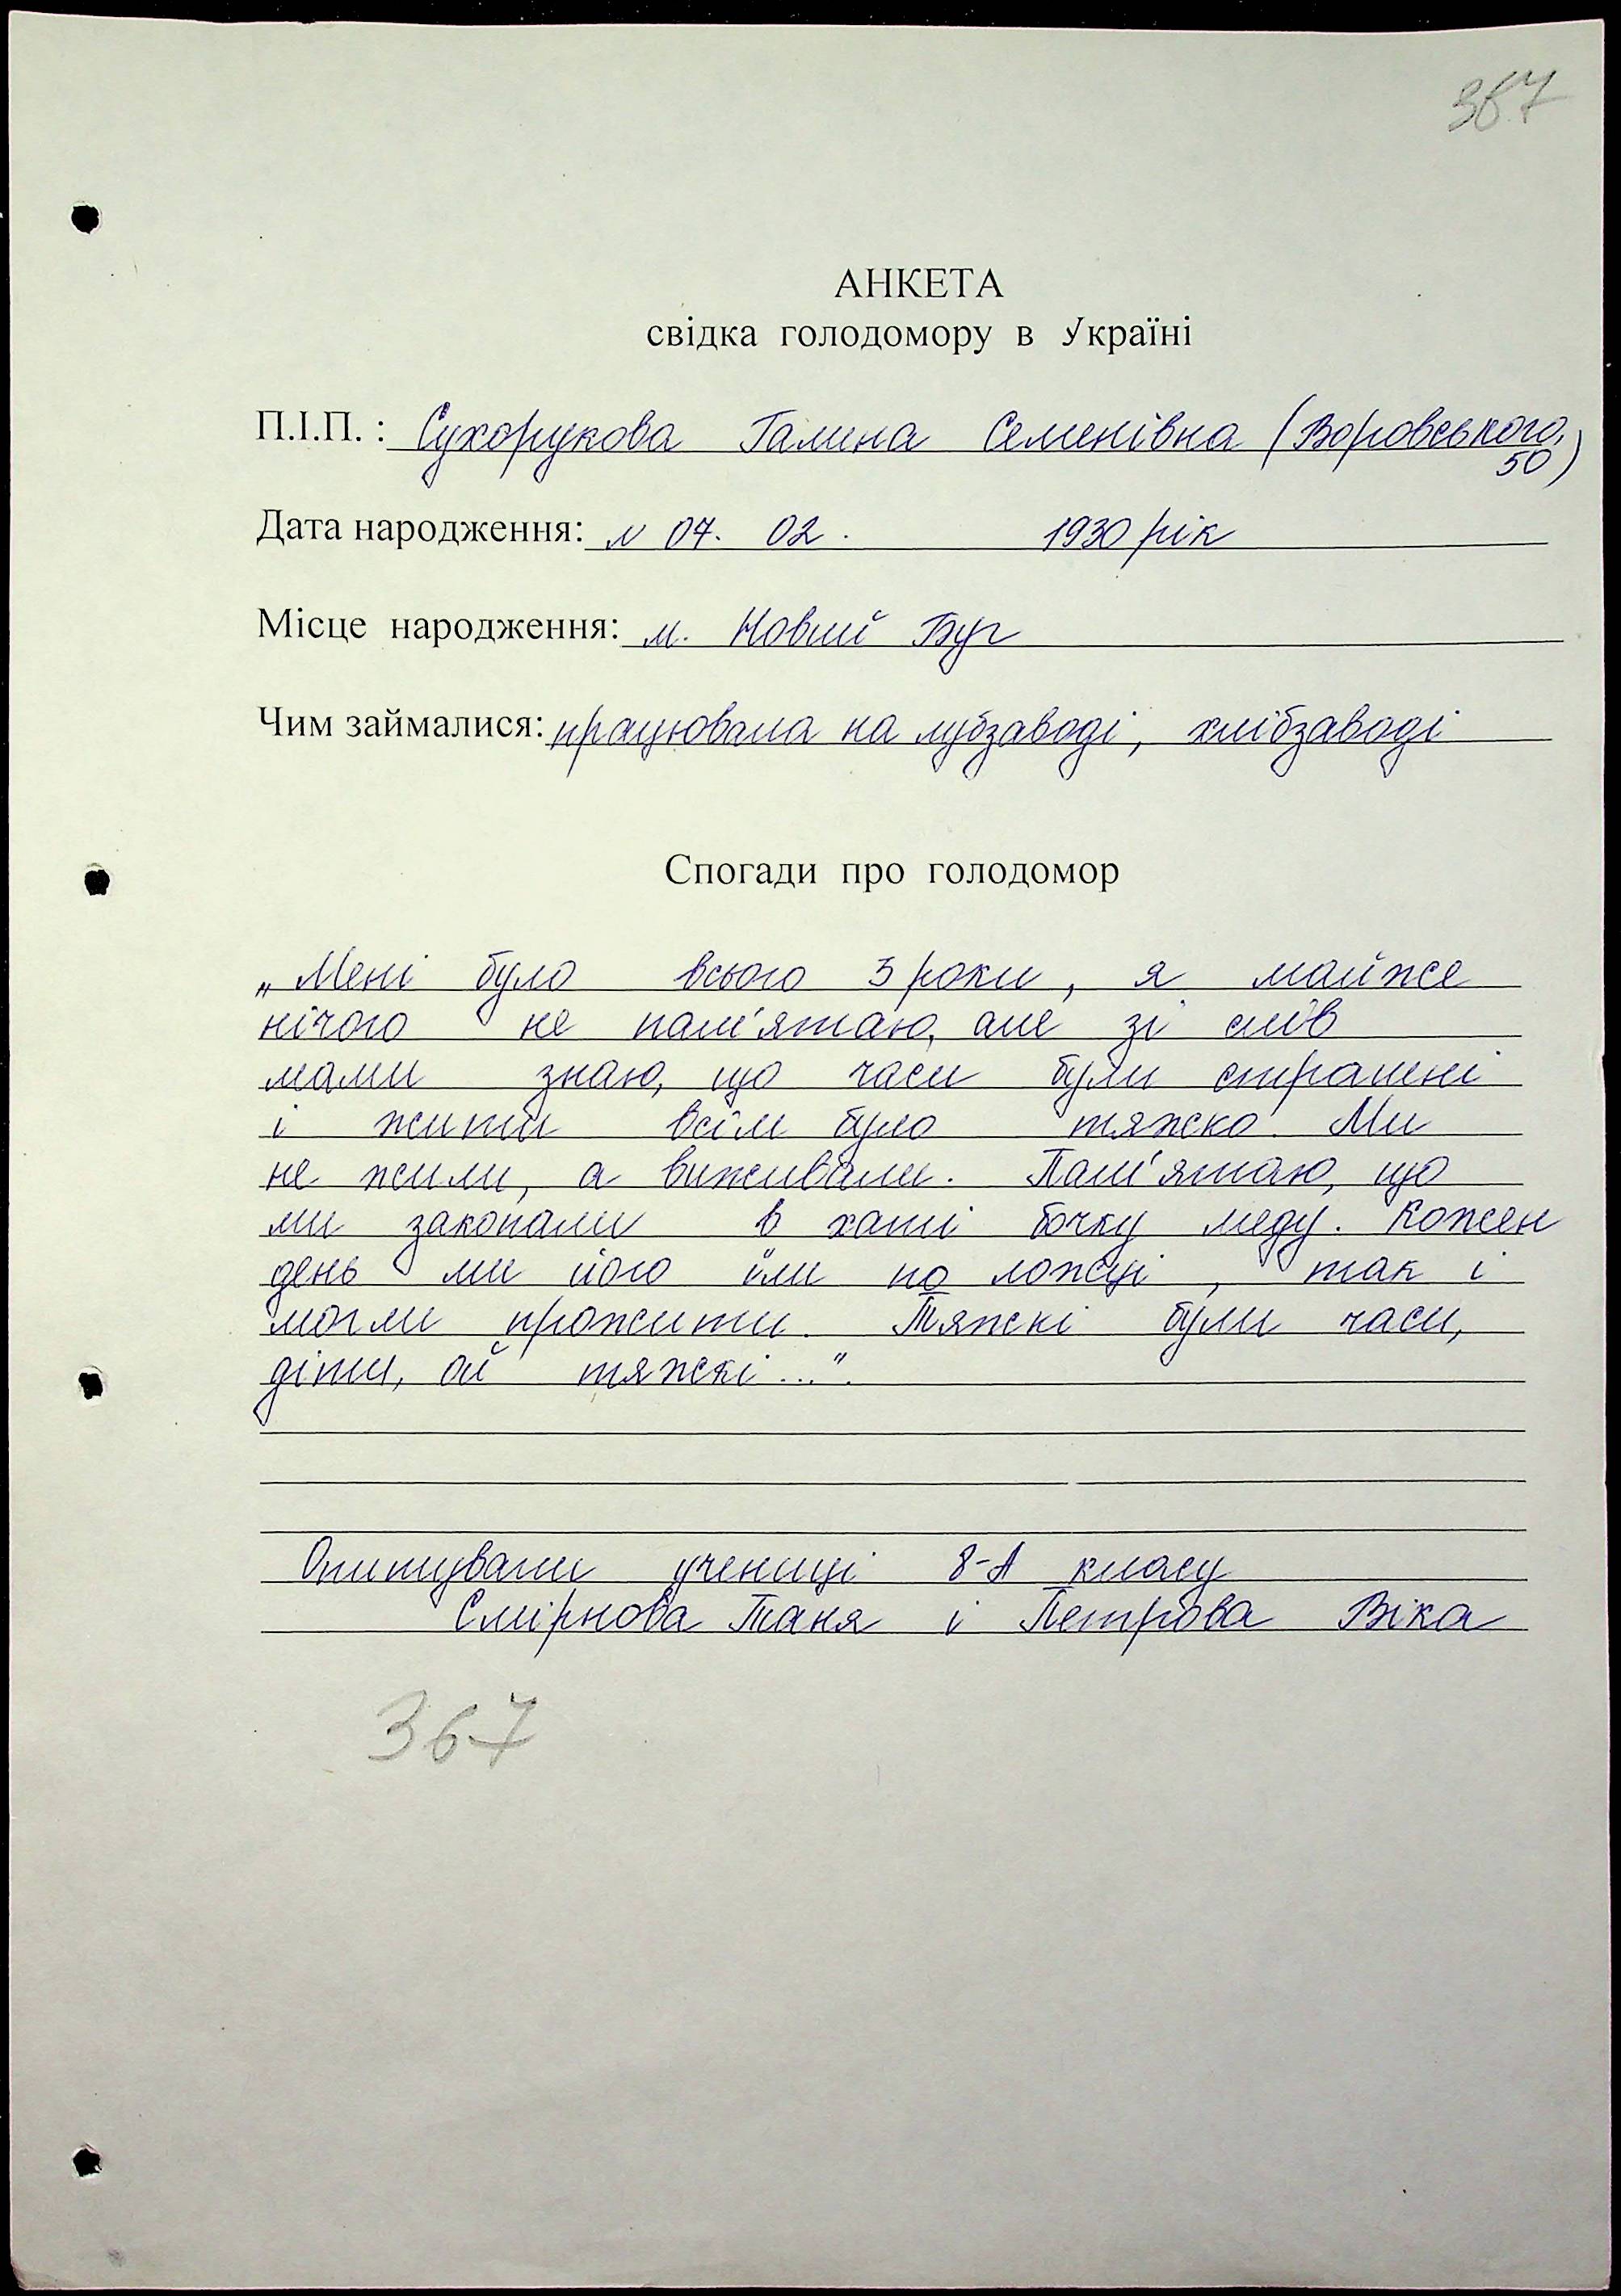 367
АНКЕТА
свідка голодомору в Україні
П.І.П. : Сухорукова Галина Семенівна (Воровського, 50)
Дата народження: 07. 02. 1930 рік
Місце народження: м. Новий Буг
Чим займалися: працювала на лубзаводі, хлібзаводі
Спогади про голодомор
„Мені було всього 3 роки, я майже
нічого не пам'ятаю, але зі слів
мами знаю, що часи були страшні
і жити всім було тяжко. Ми
не жили, а виживали. Пам'ятаю, що
ми закопали в хаті бочку меду. Кожен
день ми його їли по ложці, так і
могли прожити. Тяжкі були часи,
діти, ой тяжкі...".
Опитували учениці 8-А класу
Смірнова Таня і Петрова Віка
367